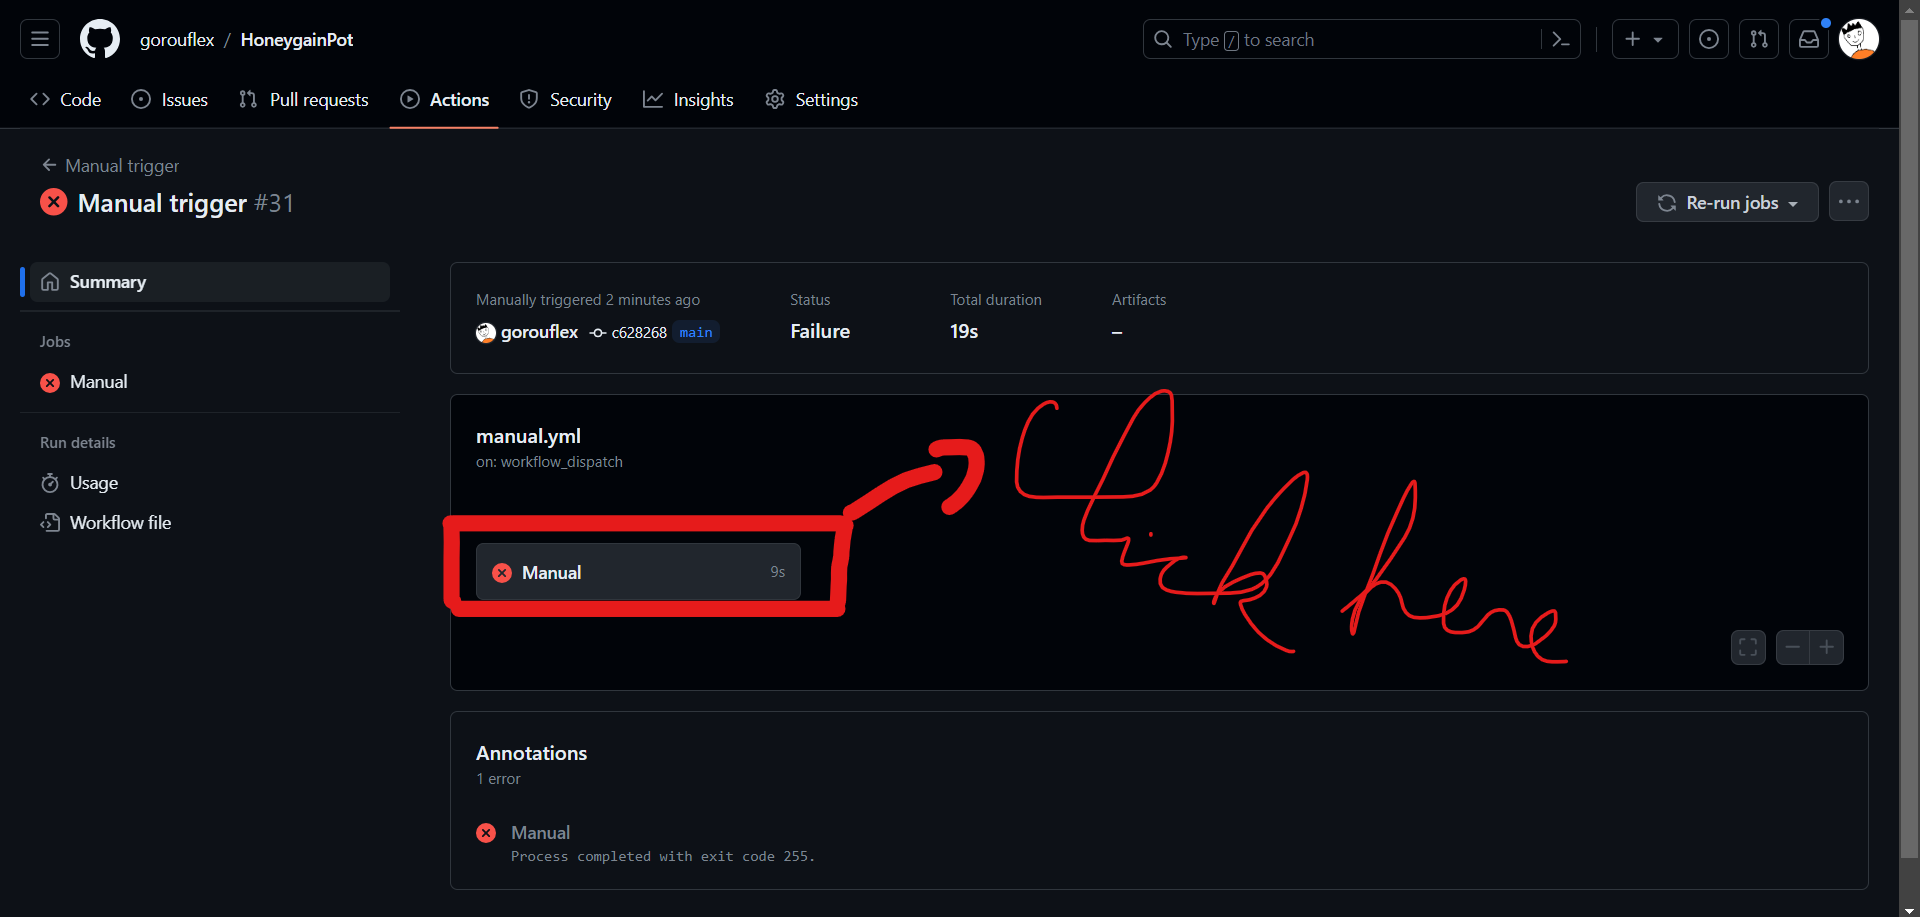 gorouflex / HoneygainPot
Type / to search
Code Issues Pull requests Actions Security Insights Settings
Manual trigger
Manual trigger #31
Re-run jobs
Summary
Jobs
Manual
Run details
Usage
Workflow file
Manually triggered 2 minutes ago
gorouflex c628268 main
Status
Failure
Total duration
19s
Artifacts
–
manual.yml
on: workflow_dispatch
Manual 9s
Click here
Annotations
1 error
Manual
Process completed with exit code 255.